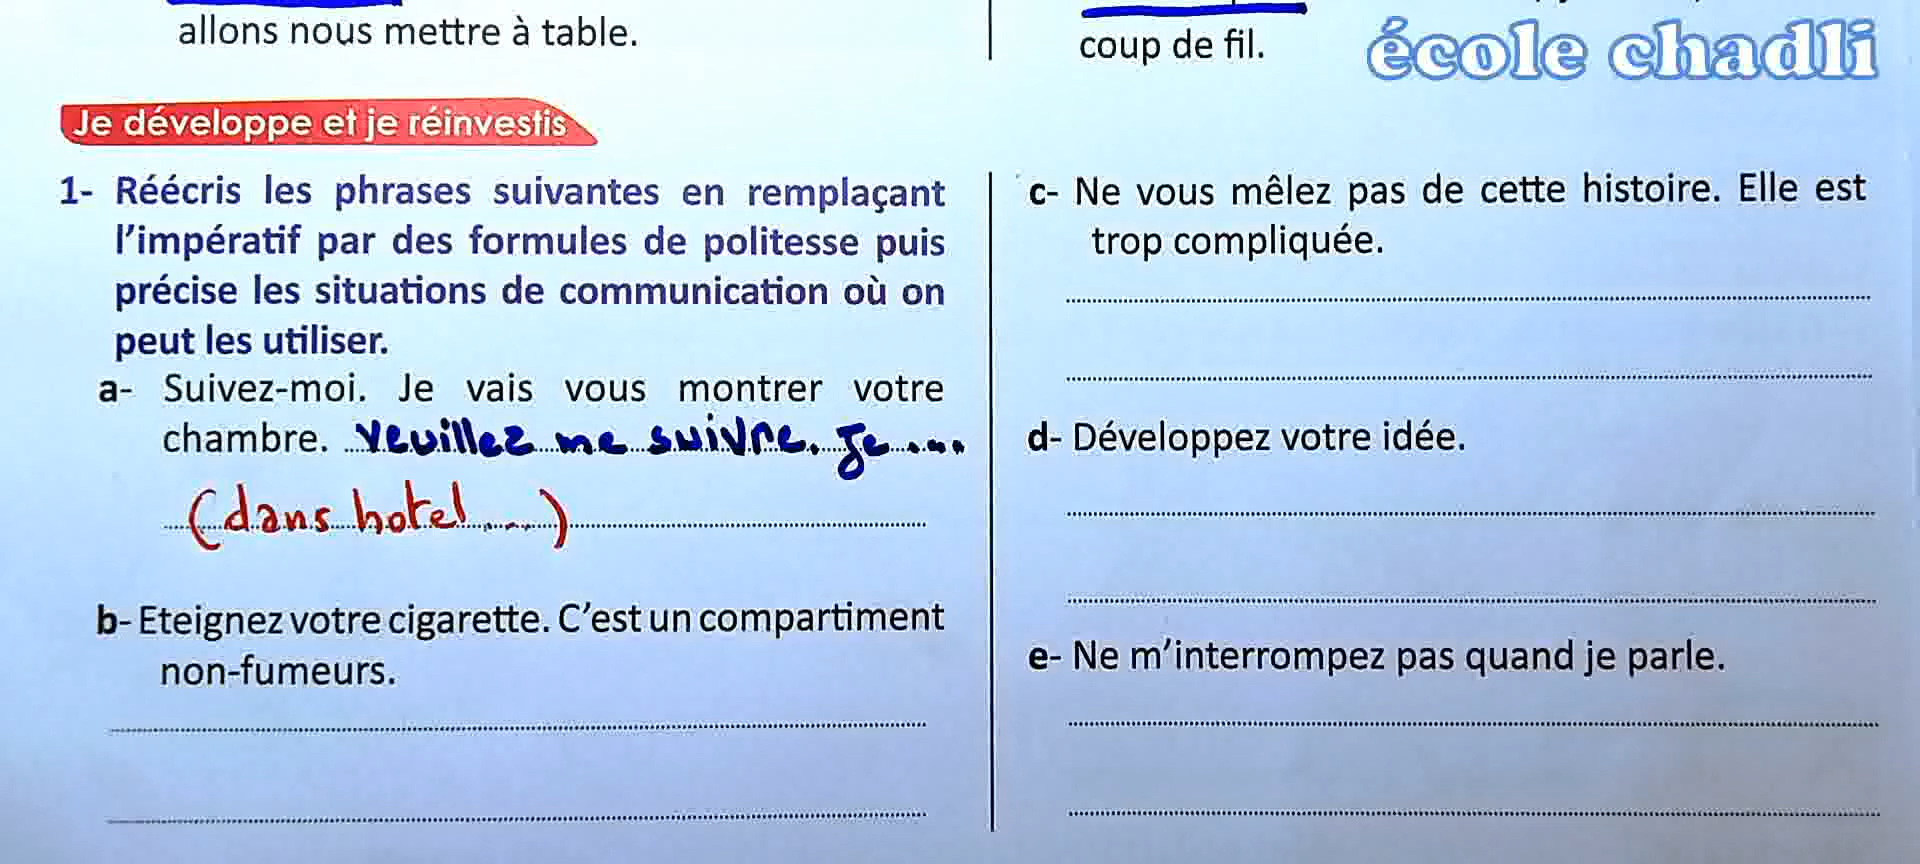 allons nous mettre à table.
Je développe et je réinvestis
1- Réécris les phrases suivantes en remplaçant
l'impératif par des formules de politesse puis
précise les situations de communication où on
peut les utiliser.
a- Suivez-moi. Je vais vous montrer votre
chambre. Veuillez me suivre. Je ....
(dans hotel ...)
b- Eteignez votre cigarette. C'est un compartiment
non-fumeurs.
coup de fil.
école chadli
c- Ne vous mêlez pas de cette histoire. Elle est
trop compliquée.
d- Développez votre idée.
e- Ne m'interrompez pas quand je parle.